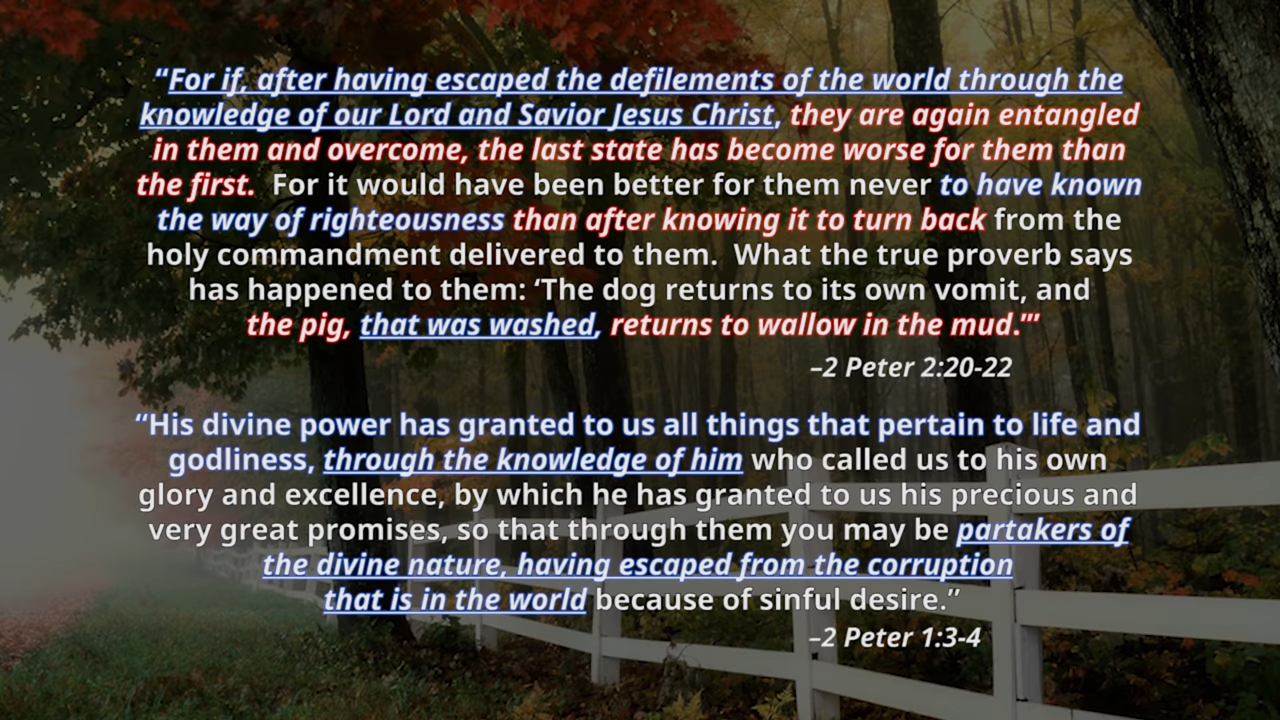 “For if, after having escaped the defilements of the world through the
knowledge of our Lord and Savior Jesus Christ, they are again entangled
in them and overcome, the last state has become worse for them than
the first.  For it would have been better for them never to have known
the way of righteousness than after knowing it to turn back from the
holy commandment delivered to them.  What the true proverb says
has happened to them: ‘The dog returns to its own vomit, and
the pig, that was washed, returns to wallow in the mud.’”
–2 Peter 2:20-22
“His divine power has granted to us all things that pertain to life and
godliness, through the knowledge of him who called us to his own
glory and excellence, by which he has granted to us his precious and
very great promises, so that through them you may be partakers of
the divine nature, having escaped from the corruption
that is in the world because of sinful desire.”
–2 Peter 1:3-4